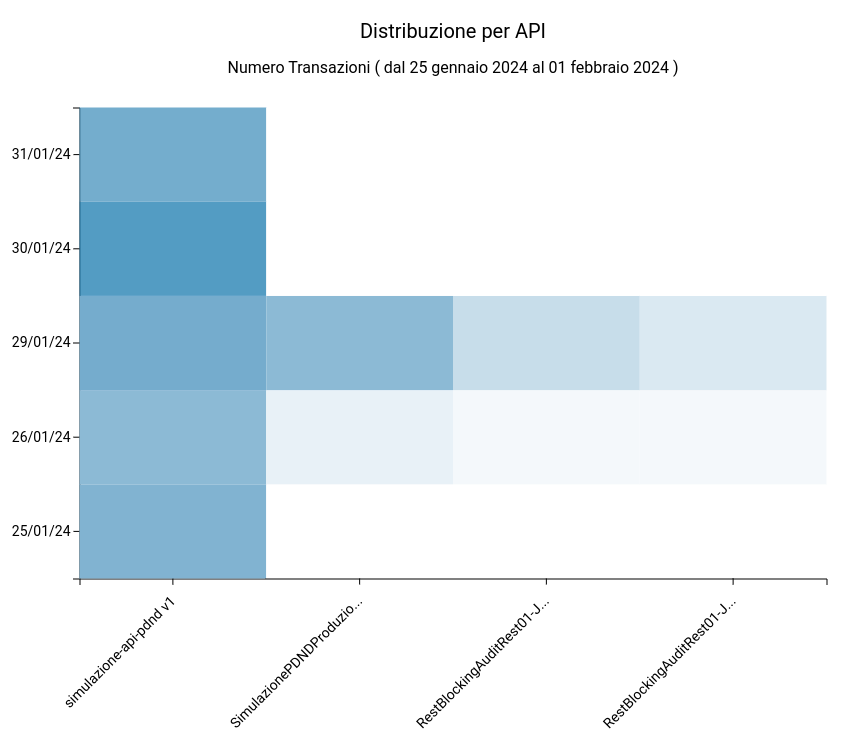 Distribuzione per API
Numero Transazioni ( dal 25 gennaio 2024 al 01 febbraio 2024 )
31/01/24
30/01/24
29/01/24
26/01/24
25/01/24
simulazione-api-pdnd v1
SimulazionePDNDProduzio...
RestBlockingAuditRest01-J...
RestBlockingAuditRest01-J...